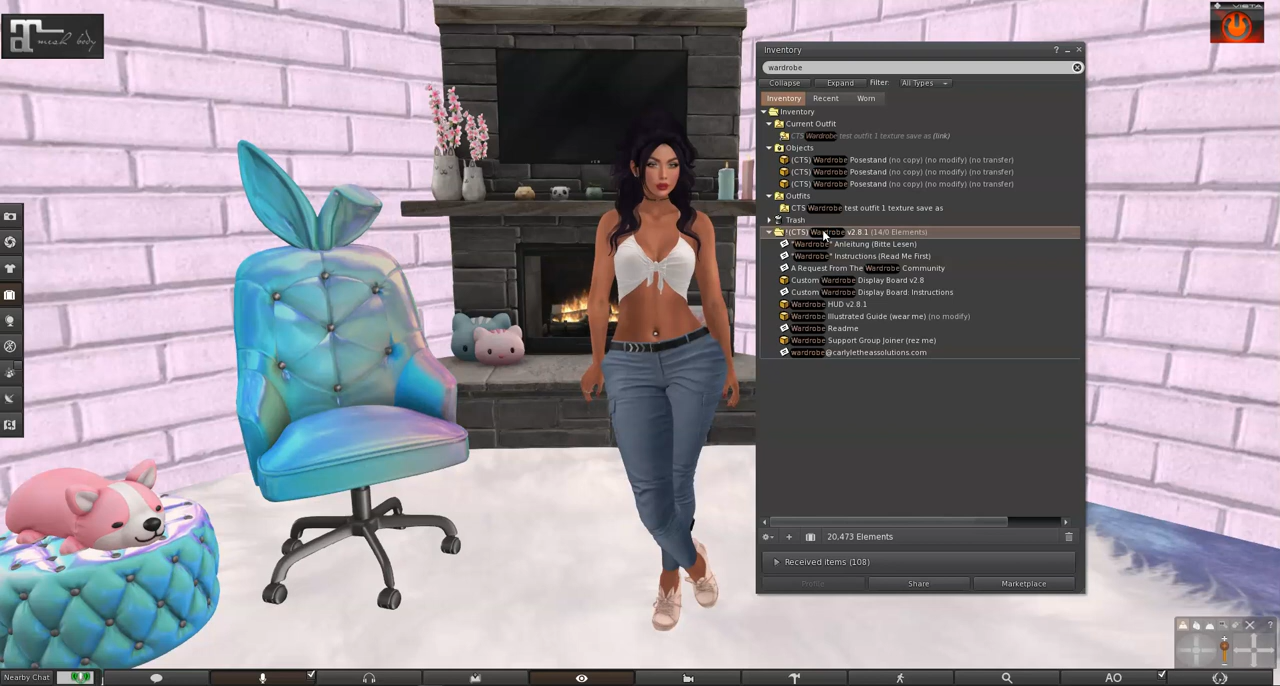 mesh body
VISTA
Inventory
? _ ×
wardrobe
Collapse Expand Filter: All Types
Inventory Recent Worn
Inventory
Current Outfit
CTS Wardrobe test outfit 1 texture save as (link)
Objects
(CTS) Wardrobe Posestand (no copy) (no modify) (no transfer)
(CTS) Wardrobe Posestand (no copy) (no modify) (no transfer)
(CTS) Wardrobe Posestand (no copy) (no modify) (no transfer)
Outfits
CTS Wardrobe test outfit 1 texture save as
Trash
!(CTS) Wardrobe v2.8.1 (14/0 Elements)
"Wardrobe" Anleitung (Bitte Lesen)
"Wardrobe" Instructions (Read Me First)
A Request From The Wardrobe Community
Custom Wardrobe Display Board v2.8
Custom Wardrobe Display Board: Instructions
Wardrobe HUD v2.8.1
Wardrobe Illustrated Guide (wear me) (no modify)
Wardrobe Readme
Wardrobe Support Group Joiner (rez me)
wardrobe@carlyletheassolutions.com
20,473 Elements
Received items (108)
Profile Share Marketplace
Nearby Chat
AO